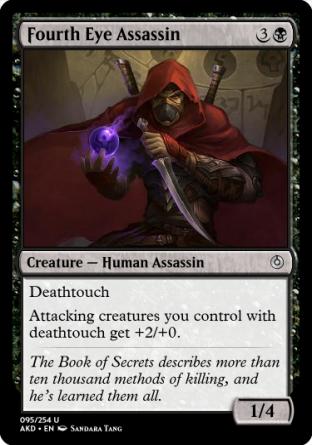 Fourth Eye Assassin 3
Creature — Human Assassin
Deathtouch
Attacking creatures you control with
deathtouch get +2/+0.
The Book of Secrets describes more than
ten thousand methods of killing, and
he's learned them all.
1/4
095/254 U
AKD • EN Sandara Tang